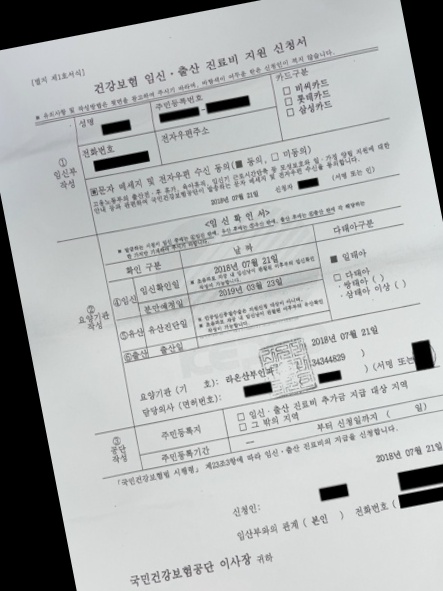 [별지 제1호서식]
건강보험 임신·출산 진료비 지원 신청서
※ 유의사항 및 작성방법은 뒷면을 참고하여 주시기 바라며, 바탕색이 어두운 란은 신청인이 적지 않습니다.
① 임신부 작성
성명
주민등록번호
-
카드구분
□ 비씨카드
□ 롯데카드
□ 삼성카드
전화번호
전자우편주소
▣문자 메세지 및 전자우편 수신 동의(▣ 동의, □ 미동의)
2018년 07월 21일
신청자
(서명 또는 인)
<임신확인서>
② 요양기관 작성
확인 구분
날 짜
다태아구분
④임신
임신확인일
2018년 07월 21일
분만예정일
2019년 03월 23일
▣ 일태아
□ 다태아
· 쌍태아 ( )
· 삼태아 이상 ( )
⑤유산
유산진단일
⑥출산
출산일
2018년 07월 21일
요양기관 (기 호): 라온산부인과
34344829 )
담당의사 (면허번호):
) (서명 또는
③ 공단 작성
주민등록지
□ 임신·출산 진료비 추가금 지급 대상 지역
□ 그 밖의 지역
주민등록기간
부터 신청일까지 ( 일)
「국민건강보험법 시행령」 제23조3항에 따라 임신·출산 진료비의 지급을 신청합니다.
2018년 07월 21일
신청인:
임산부와의 관계 ( 본인 )
전화번호 (
국민건강보험공단 이사장 귀하